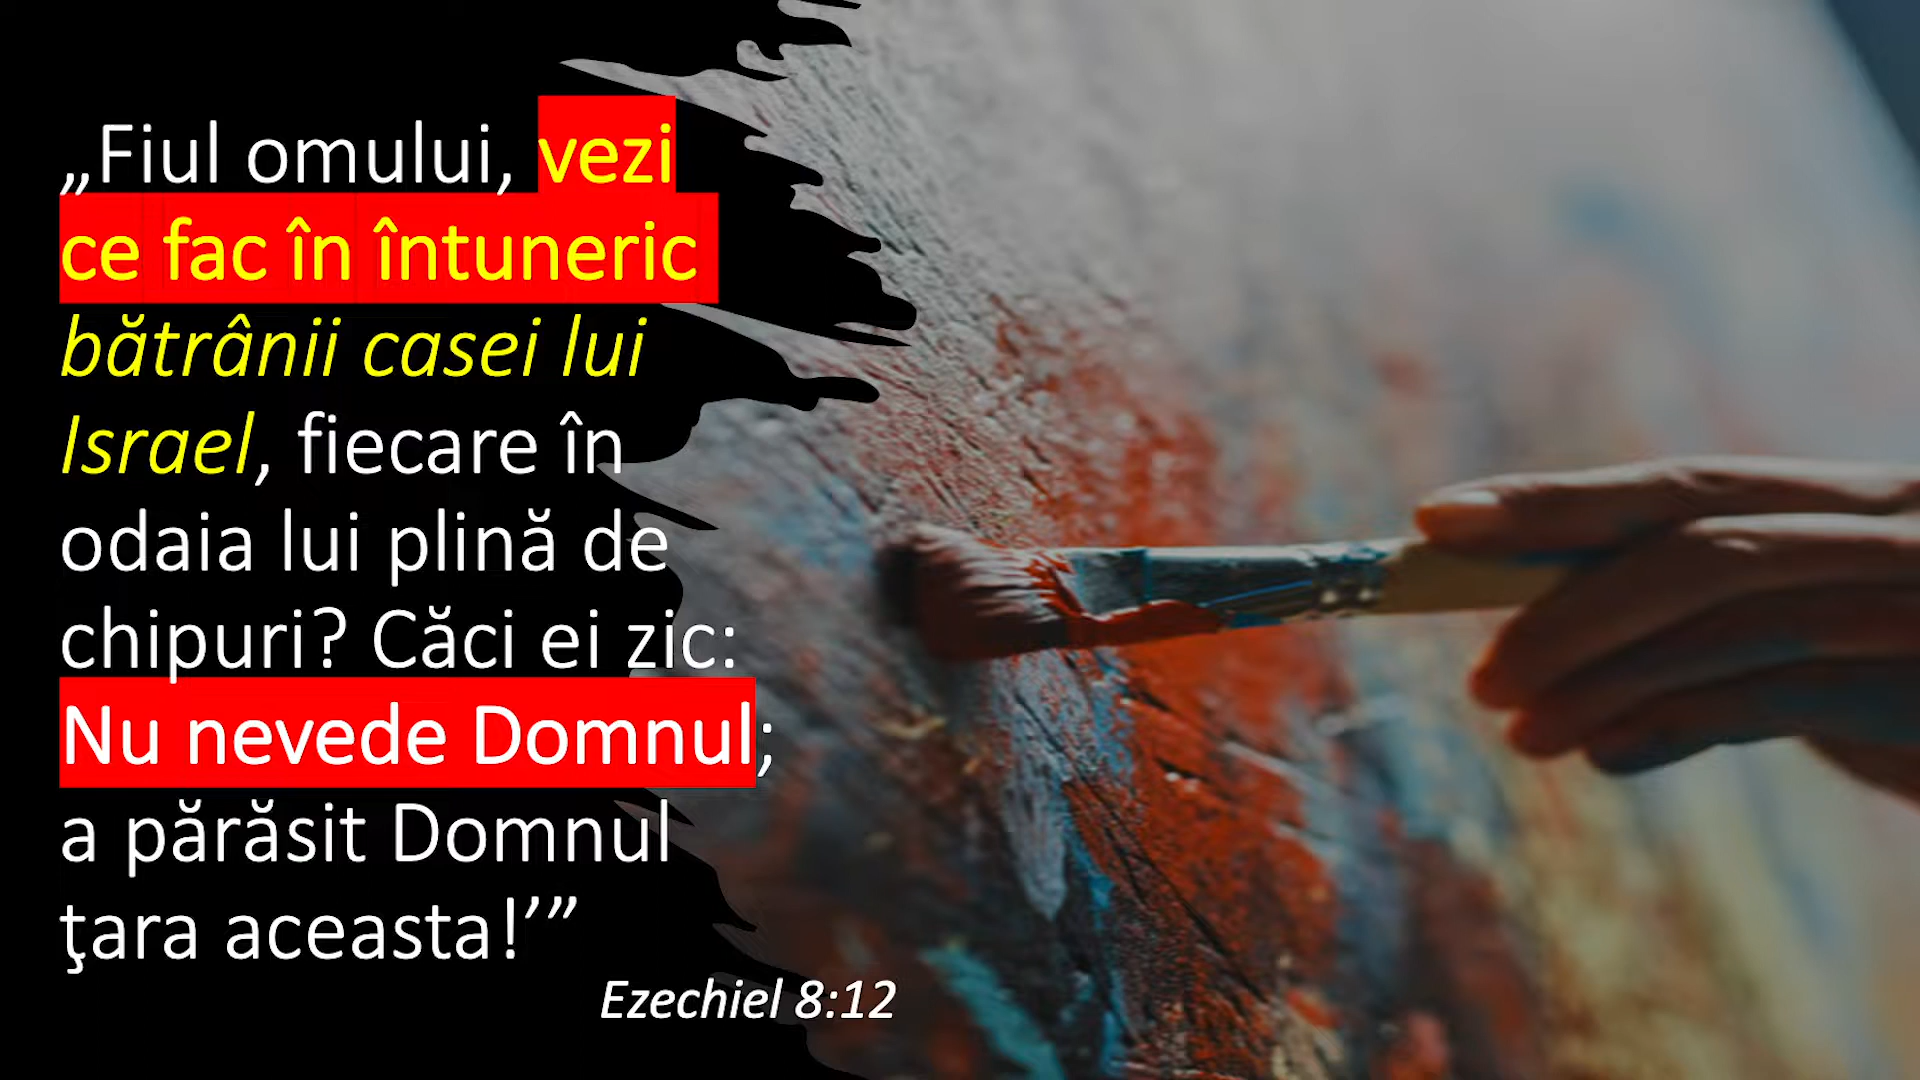 „Fiul omului, vezi
ce fac în întuneric
bătrânii casei lui
Israel, fiecare în
odaia lui plină de
chipuri? Căci ei zic:
Nu nevede Domnul;
a părăsit Domnul
ţara aceasta!’”
Ezechiel 8:12